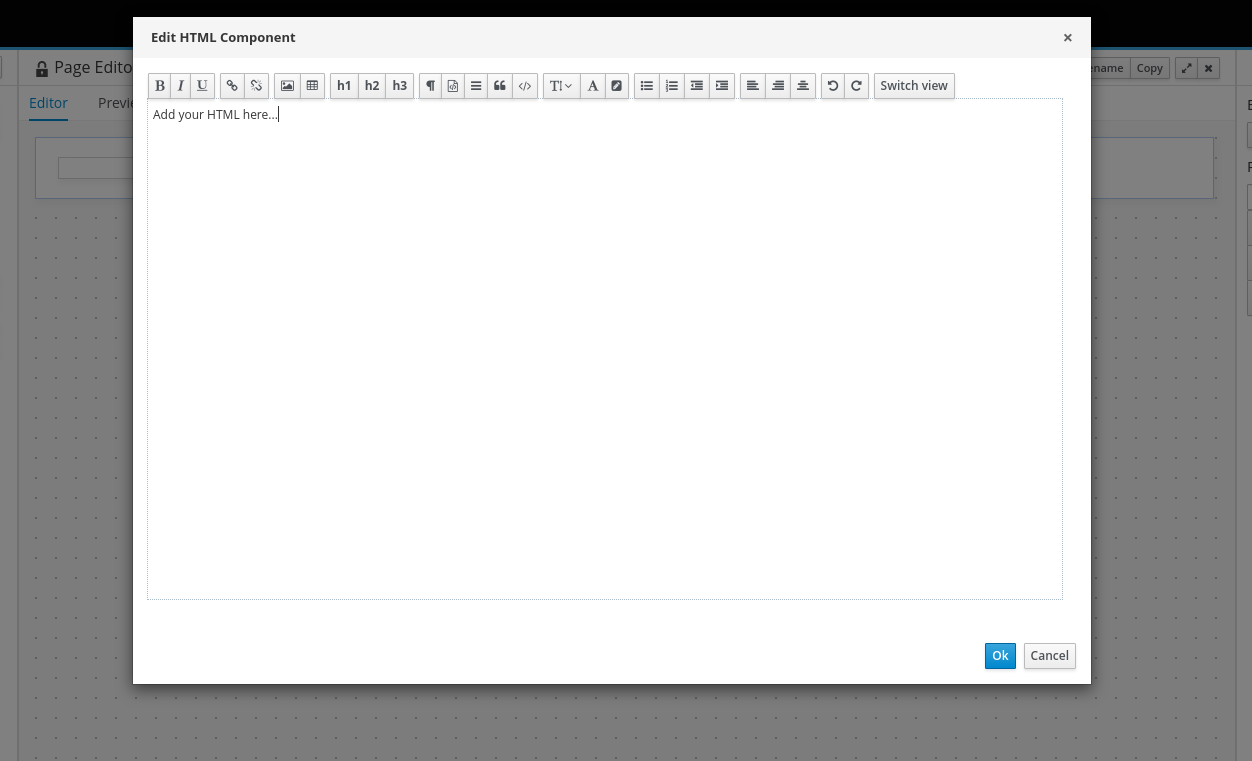 Edit HTML Component ×
B I U h1 h2 h3 ¶ </> T! A Switch view
Page Edito
ename Copy
Editor Previe
Add your HTML here...
Ok Cancel